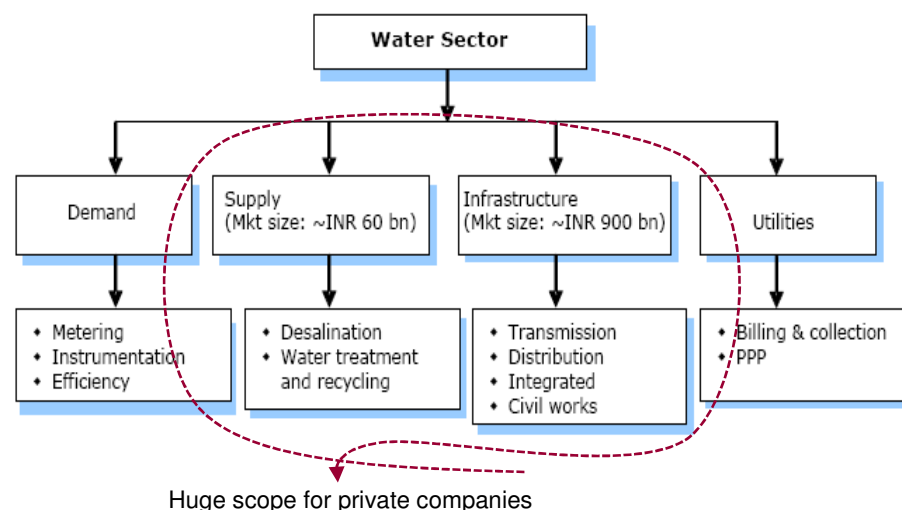 Water Sector
Demand
Supply
(Mkt size: ~INR 60 bn)
Infrastructure
(Mkt size: ~INR 900 bn)
Utilities
♦ Metering
♦ Instrumentation
♦ Efficiency
♦ Desalination
♦ Water treatment
and recycling
♦ Transmission
♦ Distribution
♦ Integrated
♦ Civil works
♦ Billing & collection
♦ PPP
Huge scope for private companies